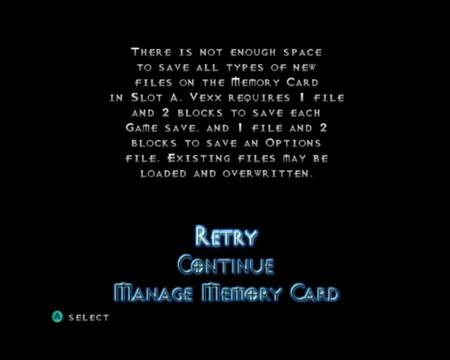 There is not enough space
to save all types of new
files on the Memory Card
in Slot A. Vexx requires 1 file
and 2 blocks to save each
Game save, and 1 file and 2
blocks to save an Options
file. Existing files may be
loaded and overwritten.
Retry
Continue
Manage Memory Card
A select